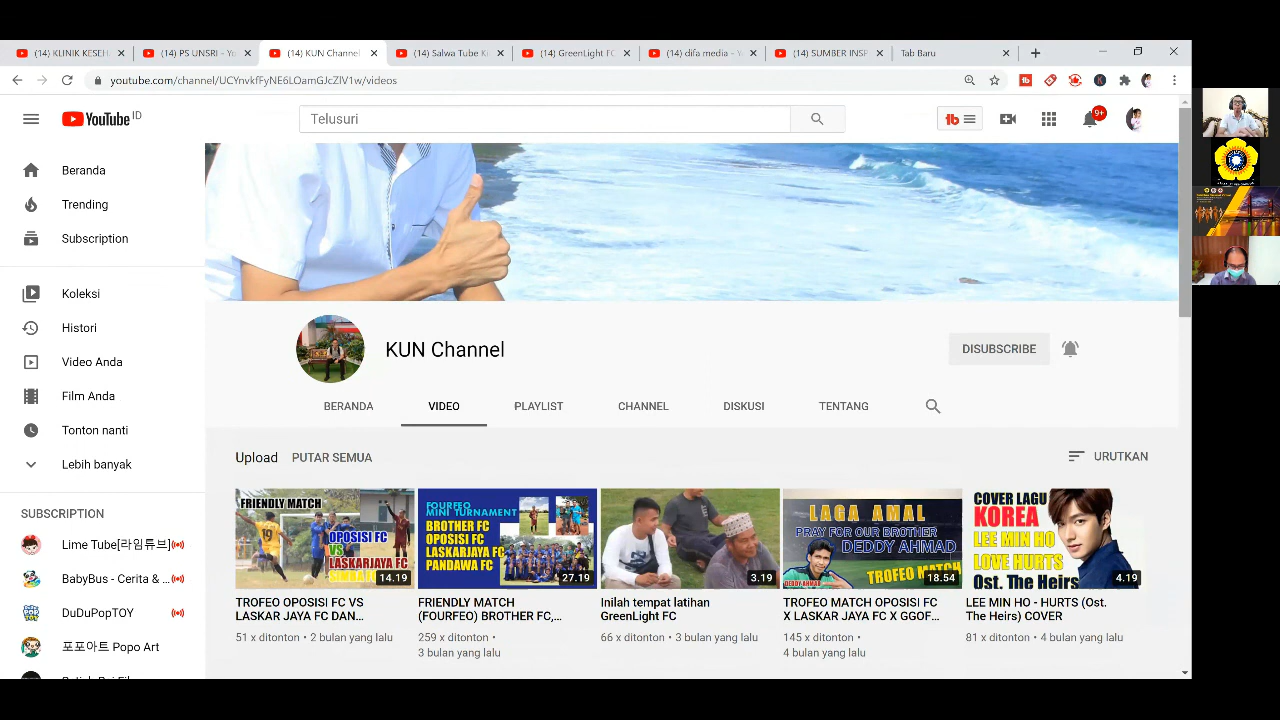 (14) KLINIK KESEH
(14) PS UNSRI - Yo
(14) KUN Channel
(14) Salwa Tube Ki
(14) GreenLight FC
(14) difa media - Y
(14) SUMBER INSP
Tab Baru
youtube.com/channel/UCYnvkfFyNE6LOamGJcZlV1w/videos
YouTube ID
Telusuri
9+
Beranda
Trending
Subscription
Koleksi
Histori
Video Anda
Film Anda
Tonton nanti
Lebih banyak
SUBSCRIPTION
Lime Tube[라임튜브]
BabyBus - Cerita & ...
DuDuPopTOY
포포아트 Popo Art
KUN Channel
DISUBSCRIBE
BERANDA
VIDEO
PLAYLIST
CHANNEL
DISKUSI
TENTANG
Upload
PUTAR SEMUA
URUTKAN
FRIENDLY MATCH
OPOSISI FC
VS
LASKARJAYA FC
SIMBA FC
14.19
TROFEO OPOSISI FC VS
LASKAR JAYA FC DAN...
51 x ditonton • 2 bulan yang lalu
FOURFEO
MINI TURNAMENT
BROTHER FC
OPOSISI FC
LASKARJAYA FC
PANDAWA FC
27.19
FRIENDLY MATCH
(FOURFEO) BROTHER FC,...
259 x ditonton •
3 bulan yang lalu
3.19
Inilah tempat latihan
GreenLight FC
66 x ditonton • 3 bulan yang lalu
LAGA AMAL
PRAY FOR OUR BROTHER
DEDDY AHMAD
DEDDY AHMAD
TROFEO MATCH
18.54
TROFEO MATCH OPOSISI FC
X LASKAR JAYA FC X GGOF...
145 x ditonton •
4 bulan yang lalu
COVER LAGU
KOREA
LEE MIN HO
LOVE HURTS
Ost. The Heirs
4.19
LEE MIN HO - HURTS (Ost.
The Heirs) COVER
81 x ditonton • 4 bulan yang lalu